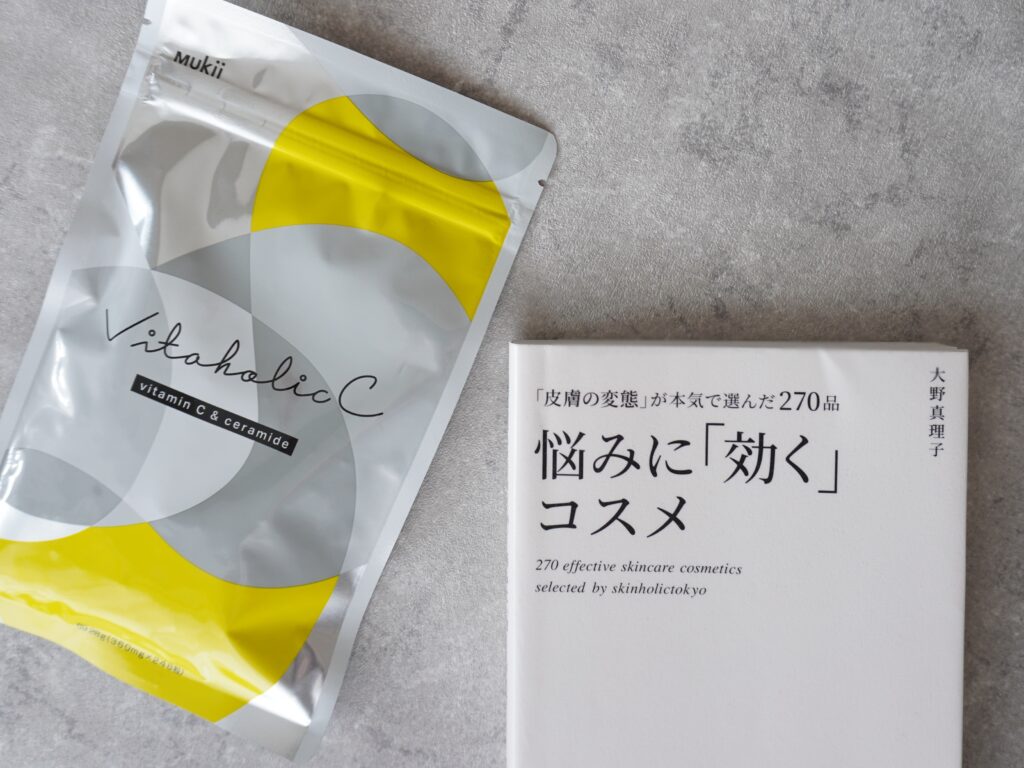 Mukii
Vitaholic C
vitamin C & ceramide
「皮膚の変態」が本気で選んだ270品
悩みに「効く」
コスメ
270 effective skincare cosmetics
selected by skinholictokyo
大野真理子